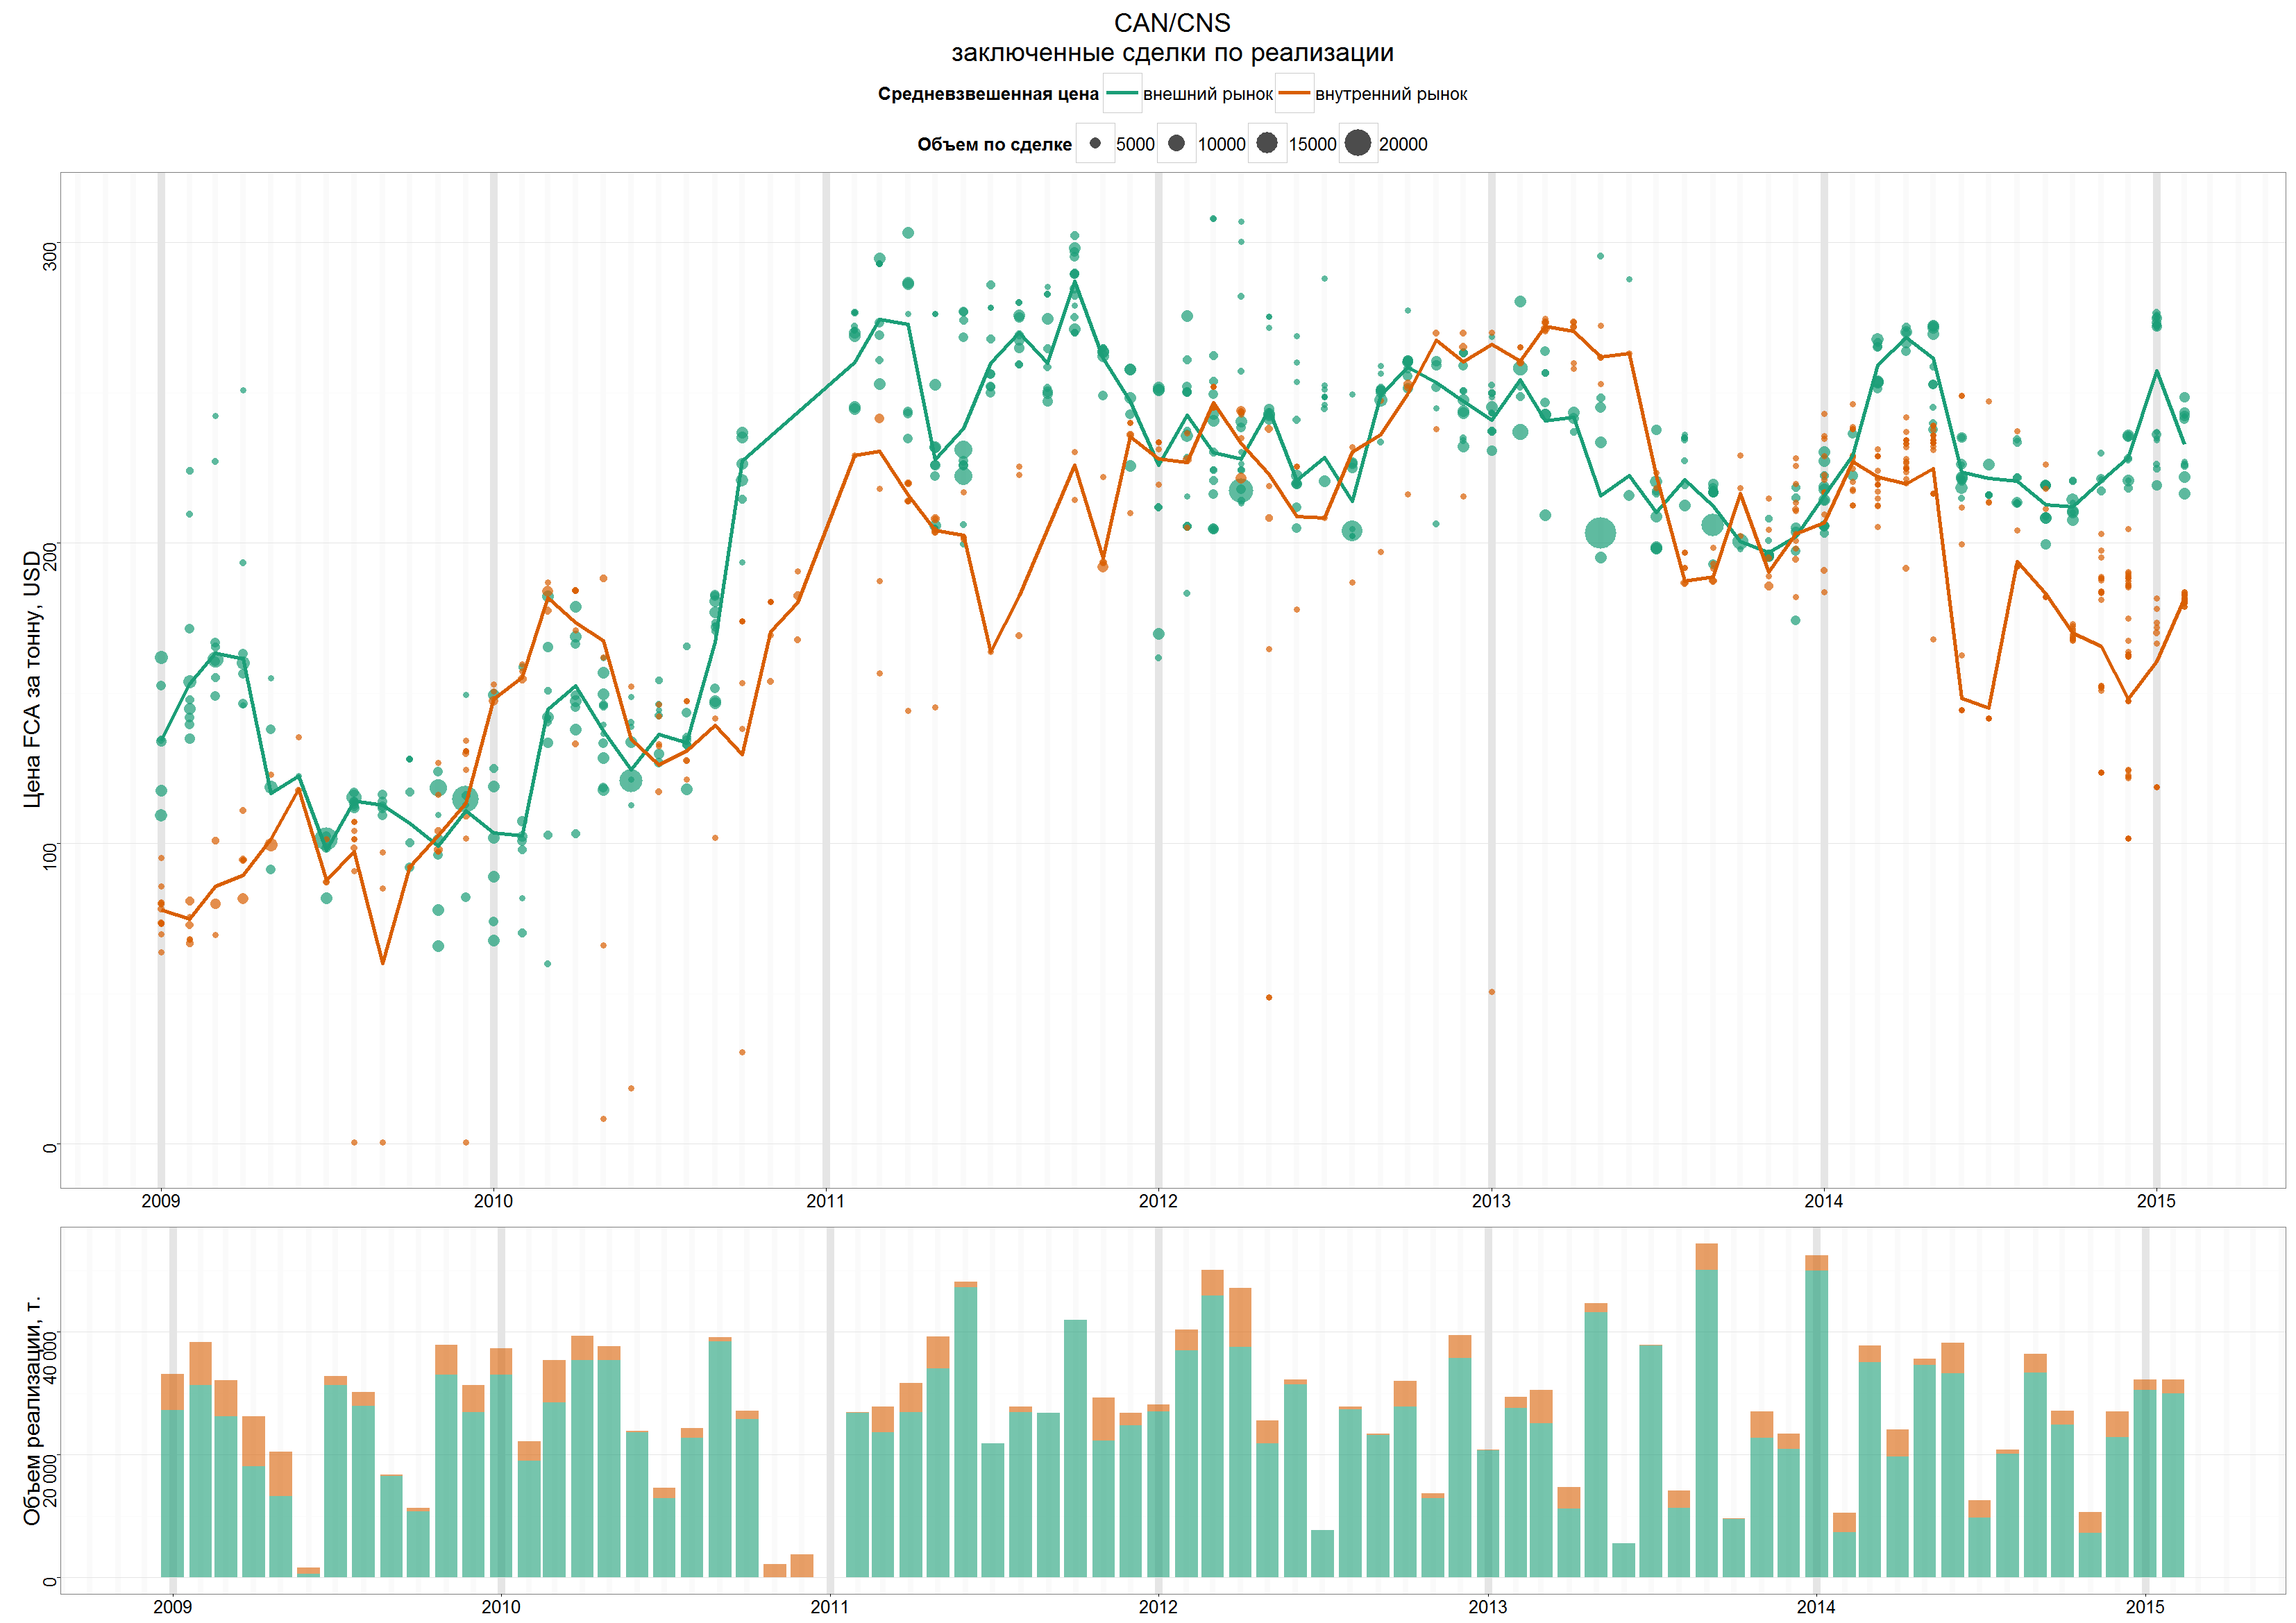 CAN/CNS
заключенные сделки по реализации
Средневзвешенная цена внешний рынок внутренний рынок
Объем по сделке 5000 10000 15000 20000
Цена FCA за тонну, USD
300
200
100
0
2009 2010 2011 2012 2013 2014 2015
Объем реализации, т.
40 000
20 000
0
2009 2010 2011 2012 2013 2014 2015